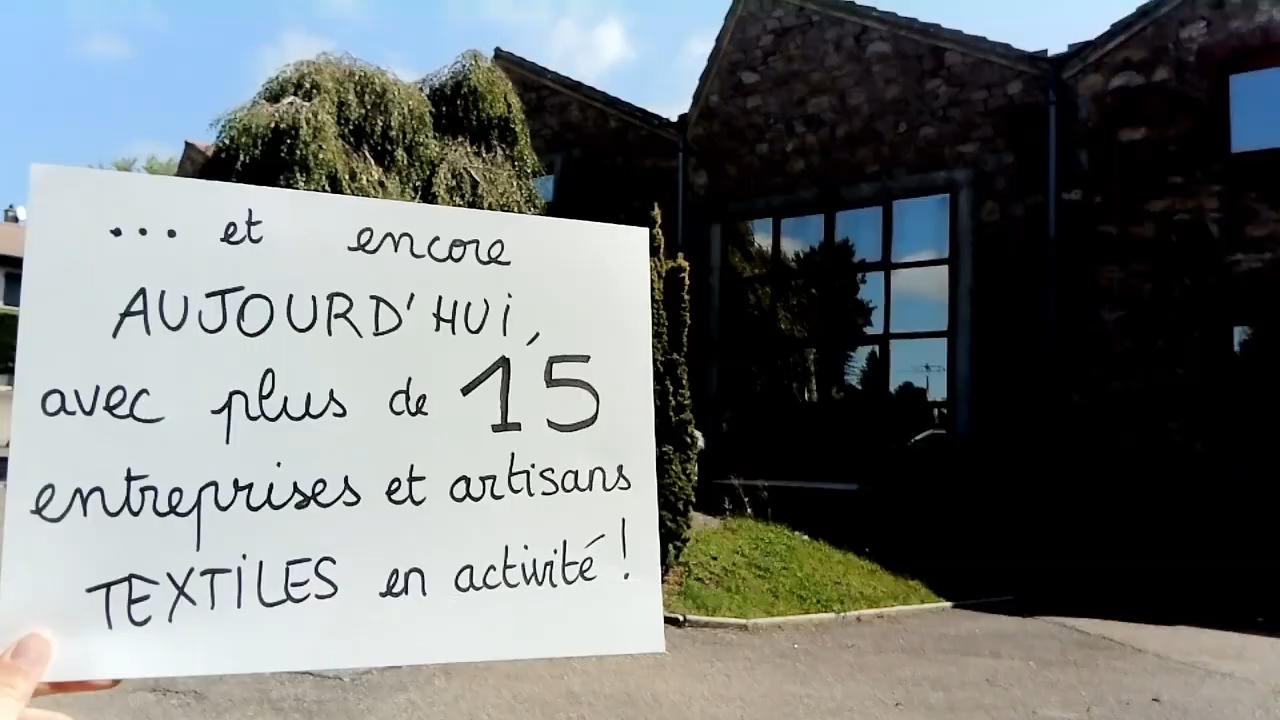 ... et encore
AUJOURD'HUi,
avec plus de 15
entreprises et artisans
TEXTiLES en activité !